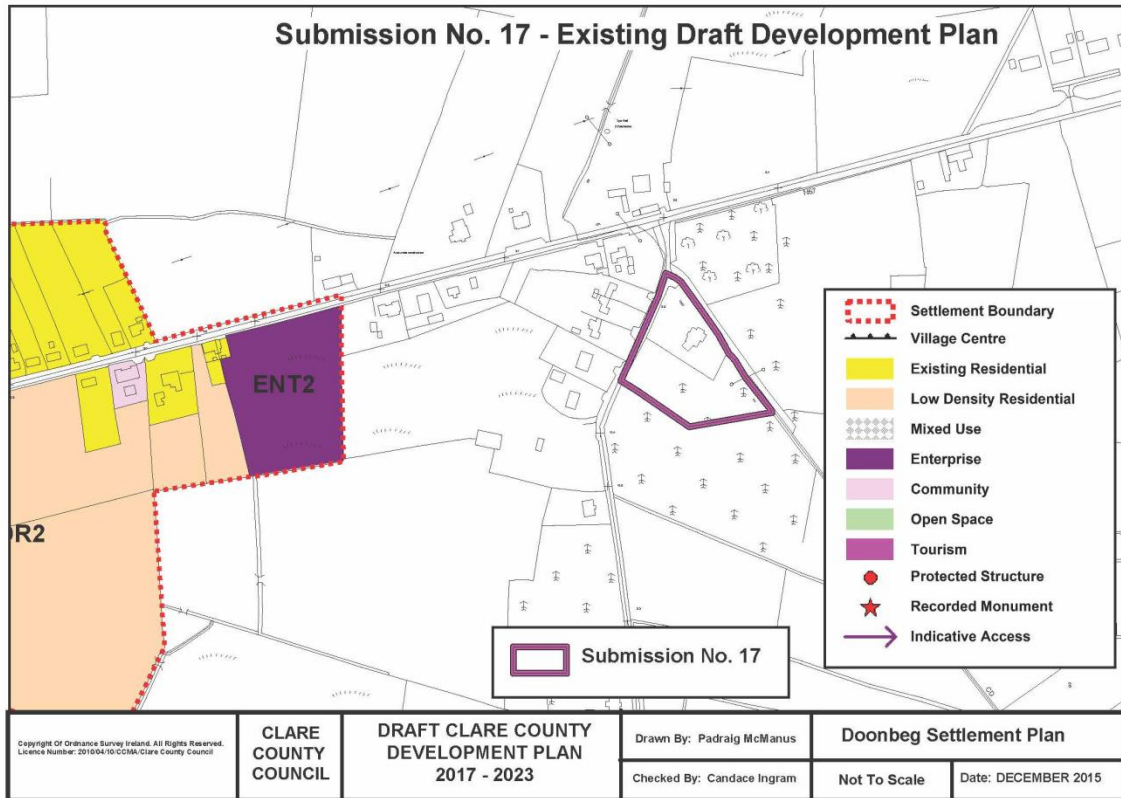 Submission No. 17 - Existing Draft Development Plan
ENT2
Settlement Boundary
Village Centre
Existing Residential
Low Density Residential
Mixed Use
Enterprise
Community
Open Space
Tourism
Protected Structure
Recorded Monument
Indicative Access
Submission No. 17
CD
Copyright Of Ordnance Survey Ireland. All Rights Reserved.
Licence Number: 2010/04/10/CCMA/Clare County Council
CLARE
COUNTY
COUNCIL
DRAFT CLARE COUNTY
DEVELOPMENT PLAN
2017 - 2023
Drawn By: Padraig McManus
Checked By: Candace Ingram
Doonbeg Settlement Plan
Not To Scale
Date: DECEMBER 2015